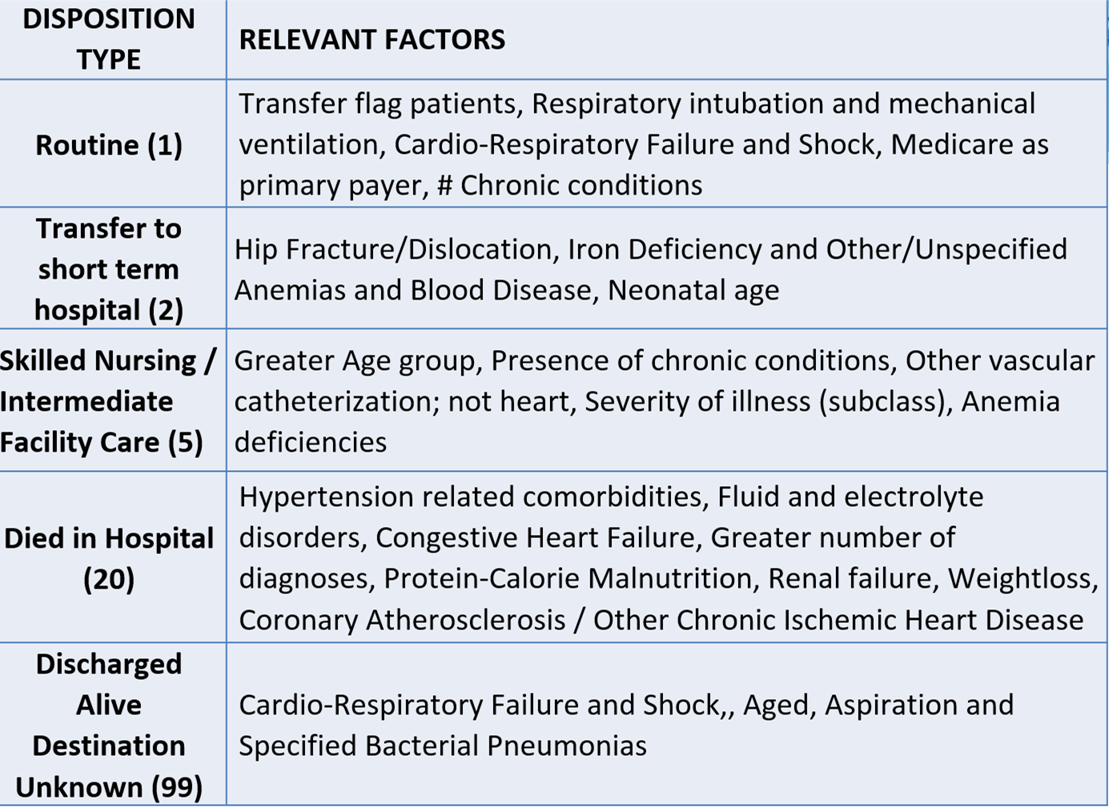 DISPOSITION
TYPE
RELEVANT FACTORS
Routine (1)
Transfer flag patients, Respiratory intubation and mechanical
ventilation, Cardio-Respiratory Failure and Shock, Medicare as
primary payer, # Chronic conditions
Transfer to
short term
hospital (2)
Hip Fracture/Dislocation, Iron Deficiency and Other/Unspecified
Anemias and Blood Disease, Neonatal age
Skilled Nursing /
Intermediate
Facility Care (5)
Greater Age group, Presence of chronic conditions, Other vascular
catheterization; not heart, Severity of illness (subclass), Anemia
deficiencies
Died in Hospital
(20)
Hypertension related comorbidities, Fluid and electrolyte
disorders, Congestive Heart Failure, Greater number of
diagnoses, Protein-Calorie Malnutrition, Renal failure, Weightloss,
Coronary Atherosclerosis / Other Chronic Ischemic Heart Disease
Discharged
Alive
Destination
Unknown (99)
Cardio-Respiratory Failure and Shock,, Aged, Aspiration and
Specified Bacterial Pneumonias